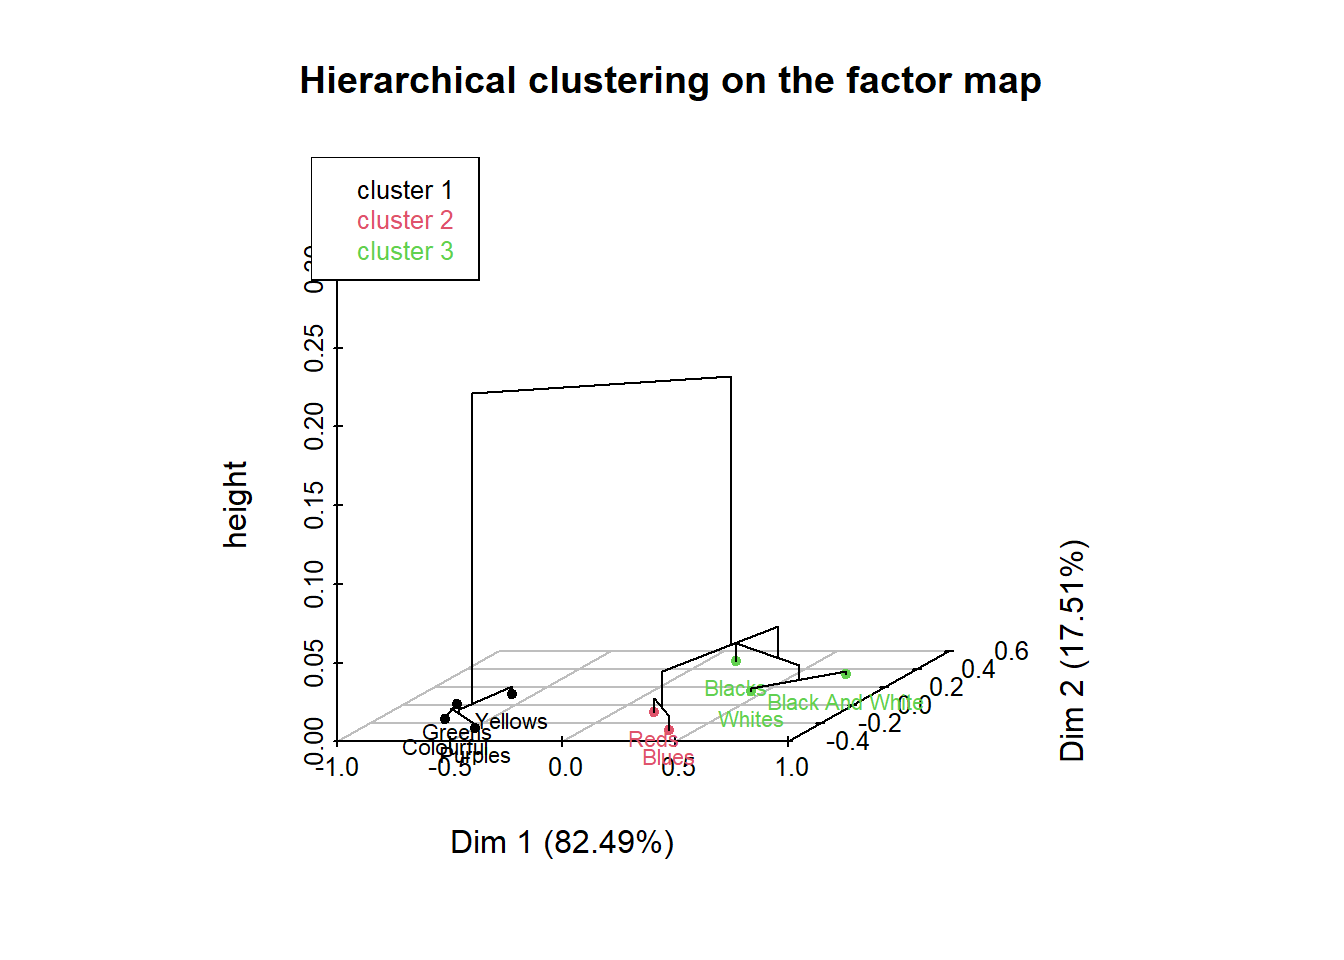 Hierarchical clustering on the factor map
cluster 1
cluster 2
cluster 3
height
0.00
0.05
0.10
0.15
0.20
0.25
-1.0
-0.5
0.0
0.5
1.0
Dim 1 (82.49%)
-0.4
-0.2
0.0
0.2
0.4
0.6
Dim 2 (17.51%)
Blacks
Black And White
Whites
Yellows
Greens
Reds
Colourful
Purples
Blues